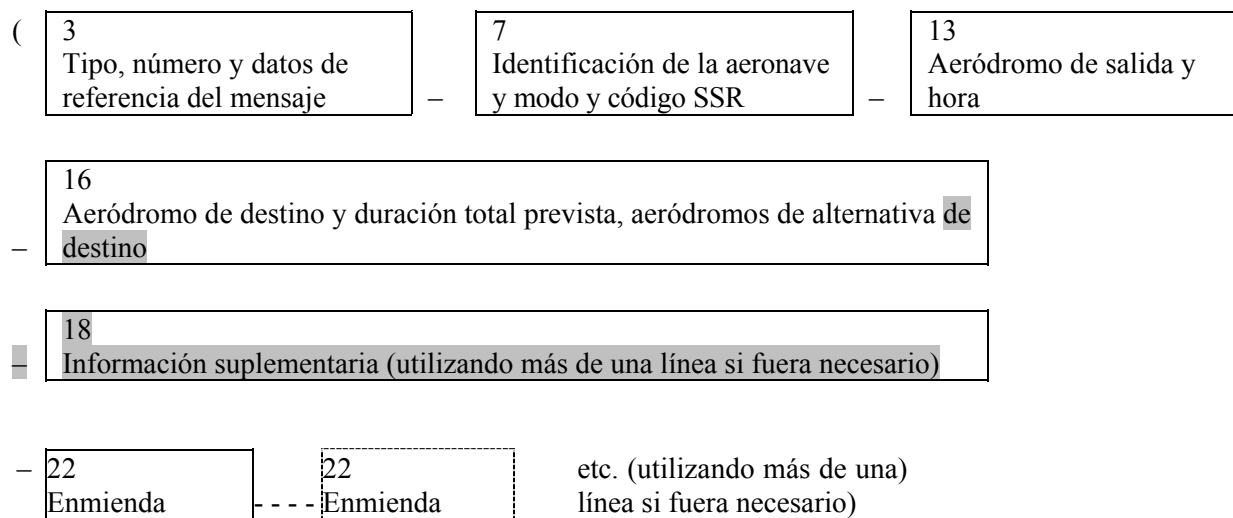 ( 3 7 13
Tipo, número y datos de Identificación de la aeronave Aeródromo de salida y
referencia del mensaje – y modo y código SSR – hora
16
Aeródromo de destino y duración total prevista, aeródromos de alternativa de
– destino
18
– Información suplementaria (utilizando más de una línea si fuera necesario)
– 22 22 etc. (utilizando más de una)
Enmienda - - - - Enmienda línea si fuera necesario)